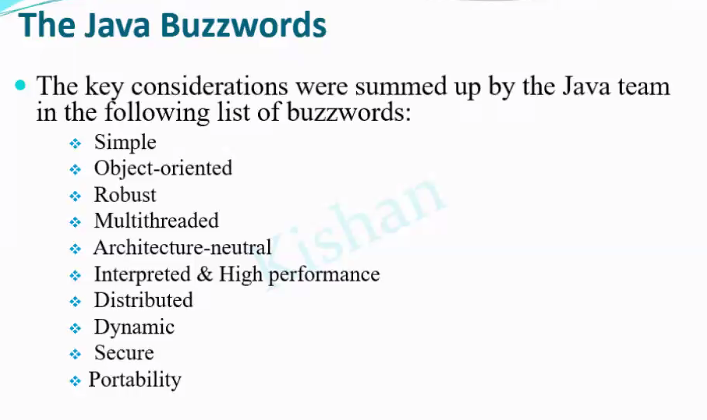 The Java Buzzwords
The key considerations were summed up by the Java team
in the following list of buzzwords:
Simple
Object-oriented
Robust
Multithreaded
Architecture-neutral
Interpreted & High performance
Distributed
Dynamic
Secure
Portability
Kishan